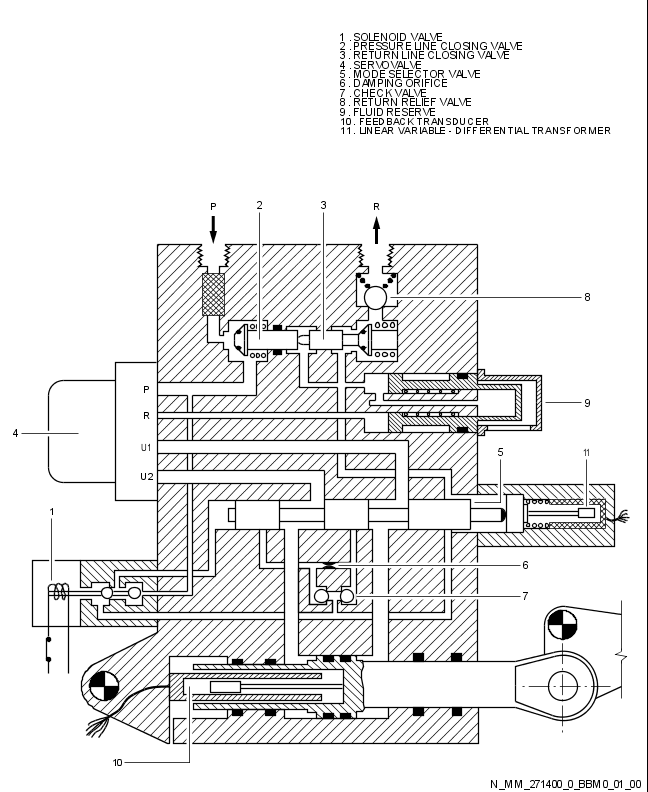 1 . SOLENOID VALVE
2 . PRESSURE LINE CLOSING VALVE
3 . RETURN LINE CLOSING VALVE
4 . SERVOVALVE
5 . MODE SELECTOR VALVE
6 . DAMPING ORIFICE
7 . CHECK VALVE
8 . RETURN RELIEF VALVE
9 . FLUID RESERVE
10. FEEDBACK TRANSDUCER
11. LINEAR VARIABLE - DIFFERENTIAL TRANSFORMER
P 2 3 R
8
P
9
R
4
U1
5 11
U2
1
6
7
10
N_MM_271400_0_BBM0_01_00